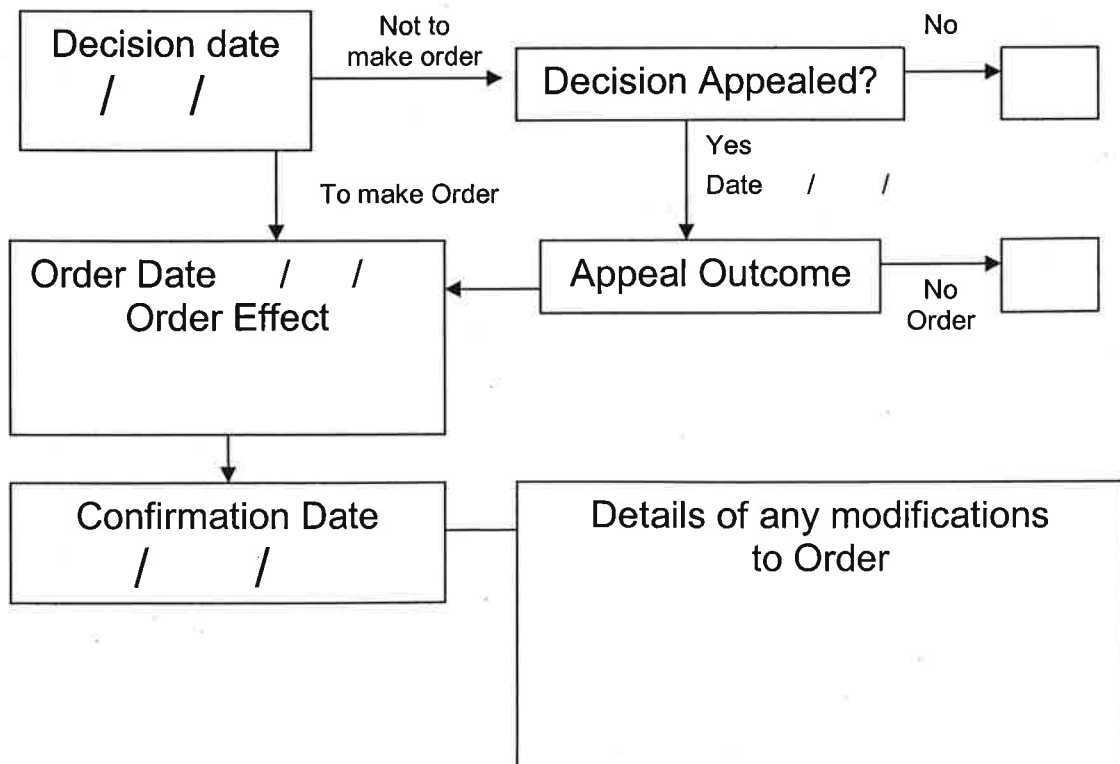 Decision date
/ /
Not to
make order
Decision Appealed?
No
Yes
Date / /
To make Order
Order Date / /
Order Effect
Appeal Outcome
No
Order
Confirmation Date
/ /
Details of any modifications
to Order